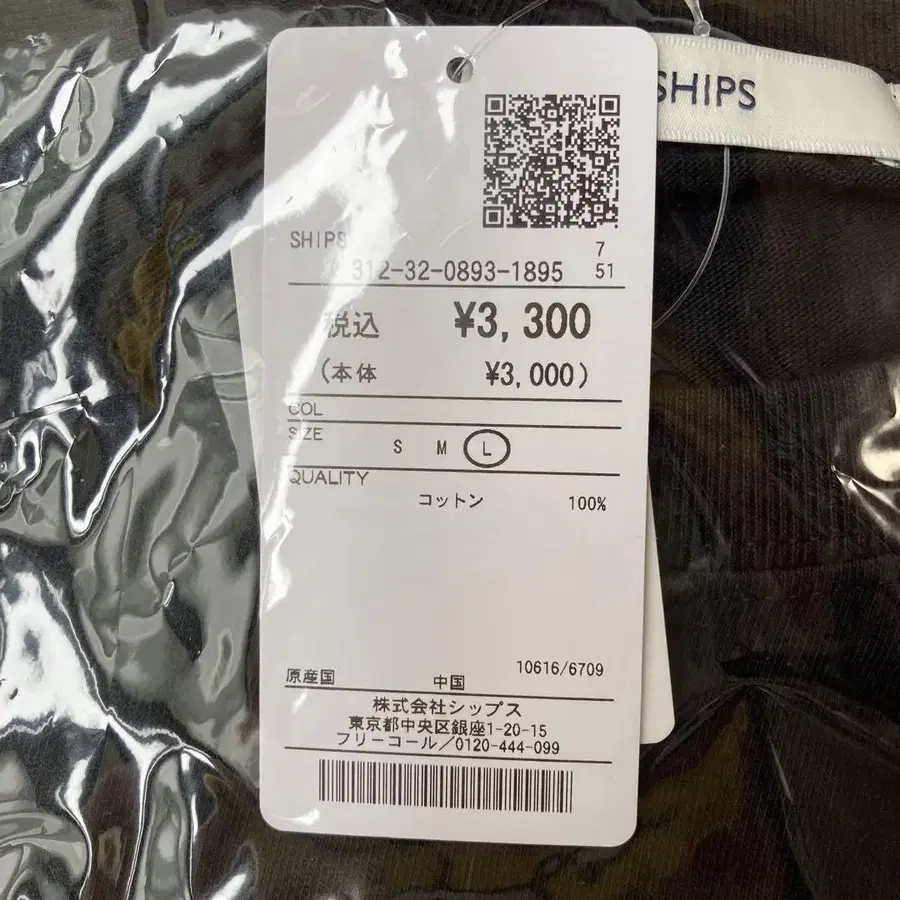 SHIPS
SHIPS
7
312-32-0893-1895 51
税込 ¥3,300
(本体 ¥3,000)
COL
SIZE
S M L
QUALITY
コットン 100%
10616/6709
原産国 中国
株式会社シップス
東京都中央区銀座1-20-15
フリーコール/0120-444-099